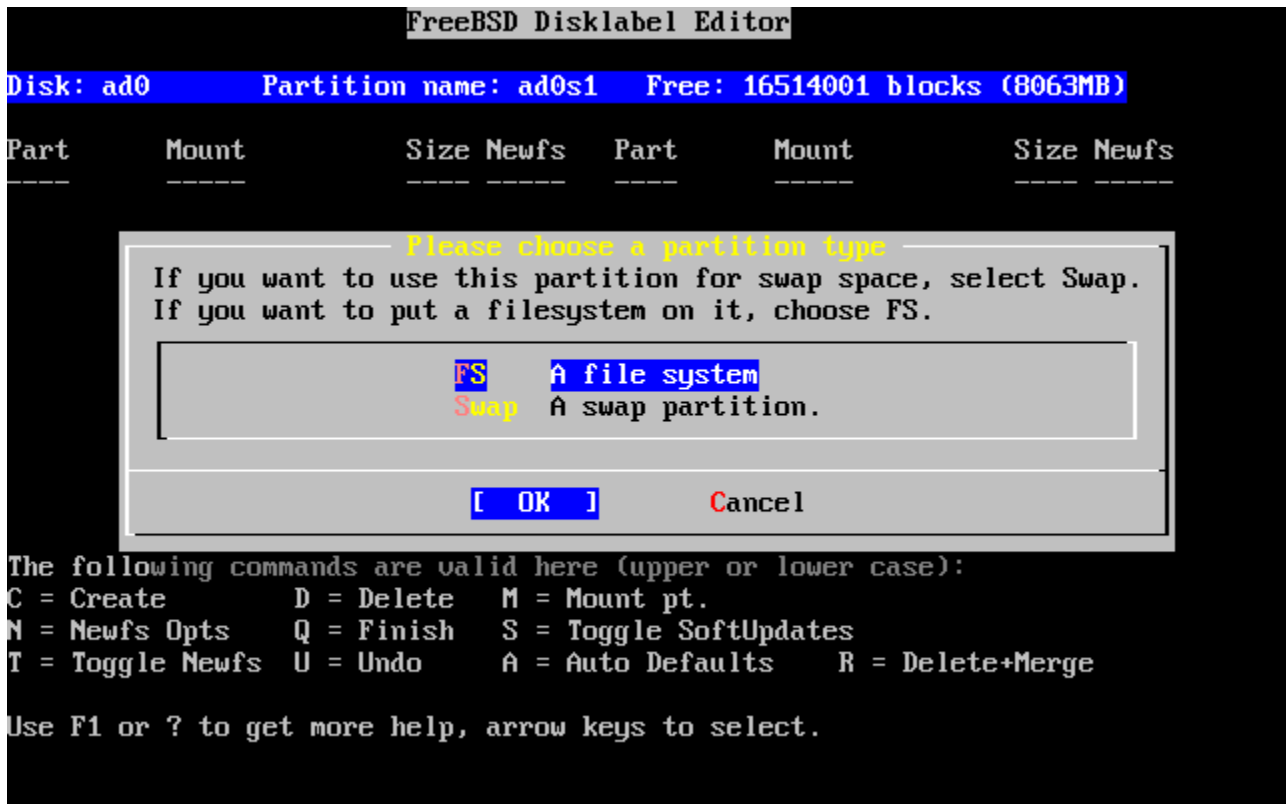 FreeBSD Disklabel Editor
Disk: ad0 Partition name: ad0s1 Free: 16514001 blocks (8063MB)
Part Mount Size Newfs Part Mount Size Newfs
---- ----- ---- ----- ---- ----- ---- -----
Please choose a partition type
If you want to use this partition for swap space, select Swap.
If you want to put a filesystem on it, choose FS.
FS A file system
Swap A swap partition.
[ OK ] Cancel
The following commands are valid here (upper or lower case):
C = Create D = Delete M = Mount pt.
N = Newfs Opts Q = Finish S = Toggle SoftUpdates
T = Toggle Newfs U = Undo A = Auto Defaults R = Delete+Merge
Use F1 or ? to get more help, arrow keys to select.